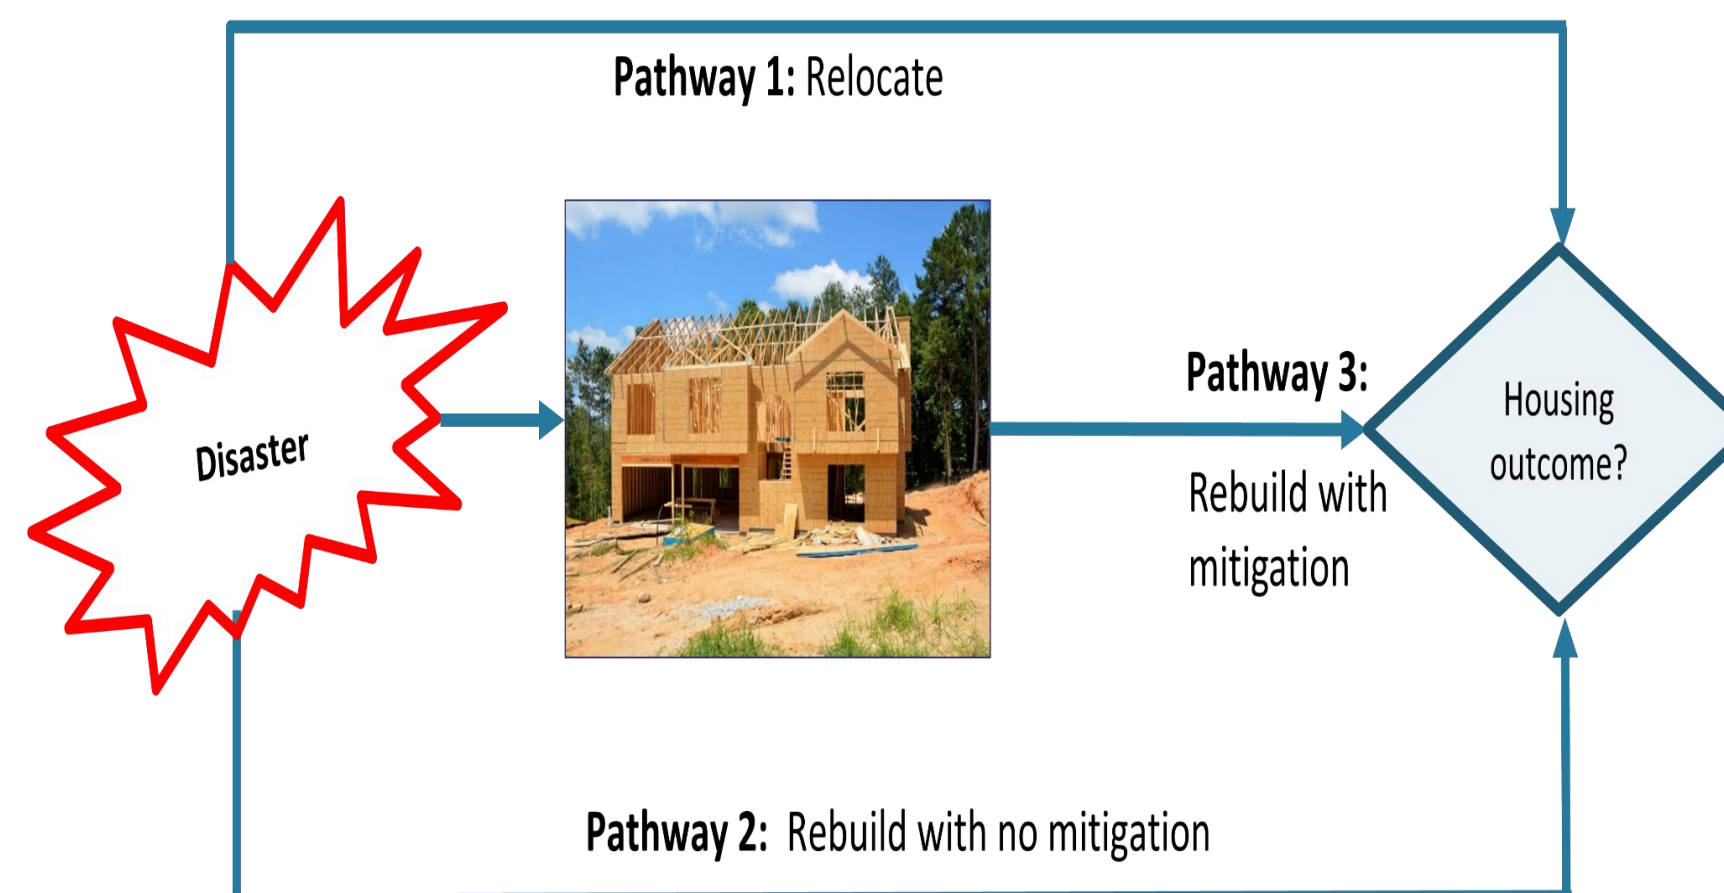 Pathway 1: Relocate
Disaster
Pathway 3:
Rebuild with
mitigation
Housing
outcome?
Pathway 2: Rebuild with no mitigation